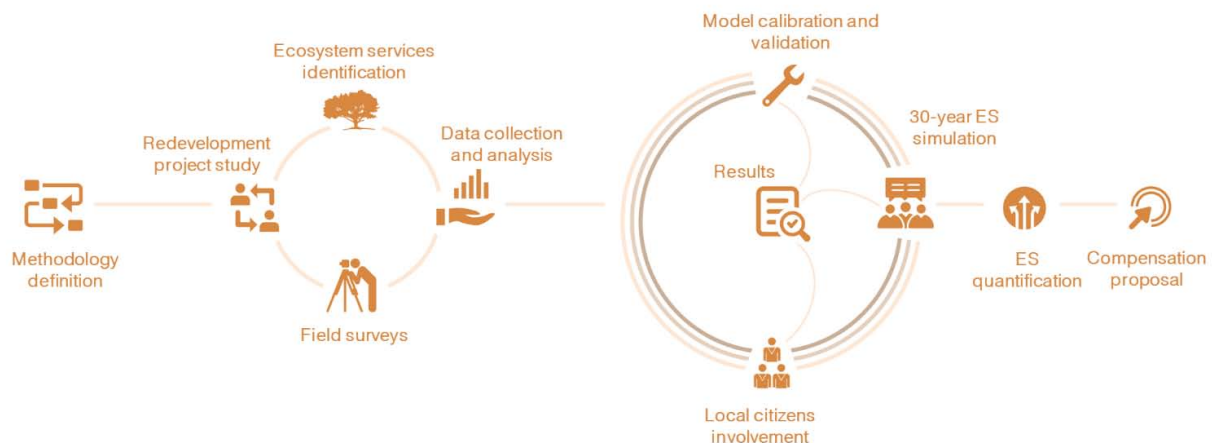 Methodology
definition
Redevelopment
project study
Ecosystem services
identification
Field surveys
Data collection
and analysis
Model calibration and
validation
Results
30-year ES
simulation
Local citizens
involvement
ES
quantification
Compensation
proposal